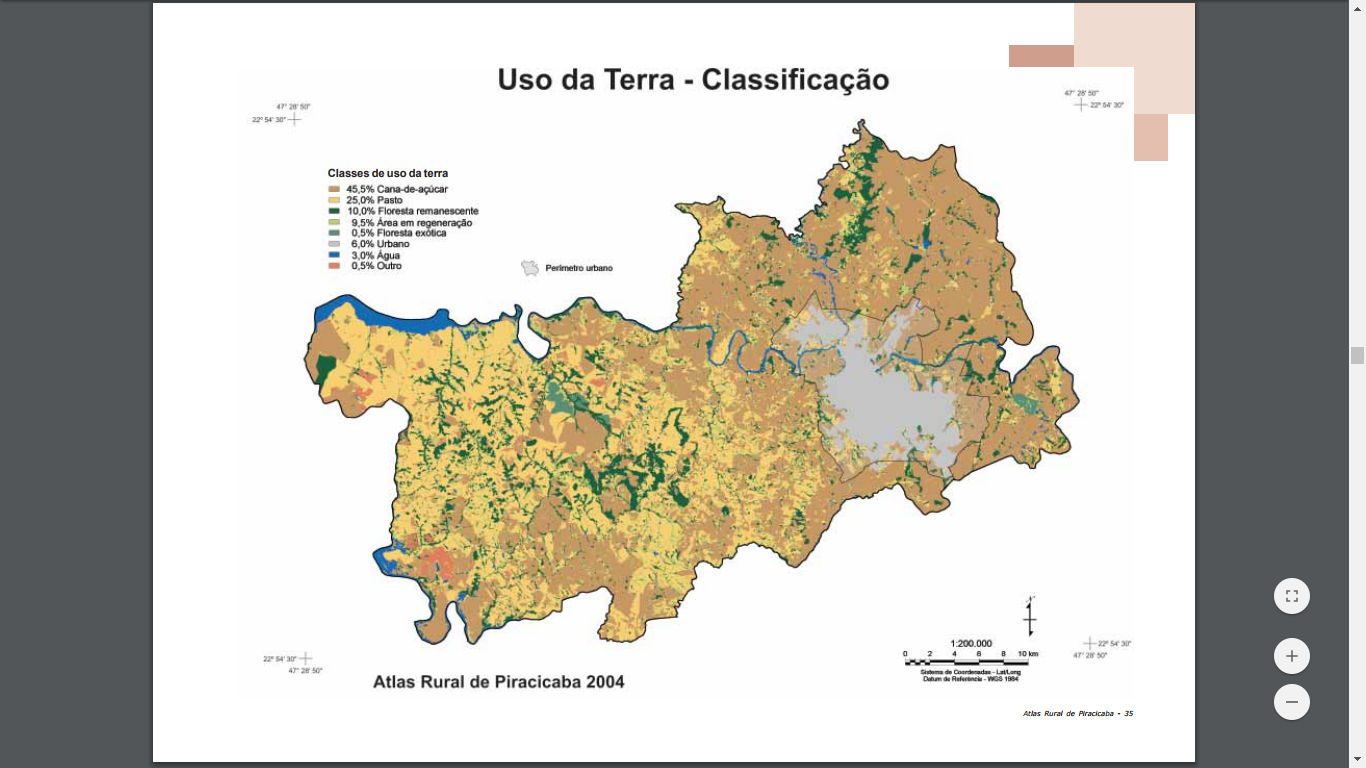 Uso da Terra - Classificação
47° 28' 50"
22° 54' 30"
47° 28' 50"
22° 54' 30"
Classes de uso da terra
45,5% Cana-de-açúcar
25,0% Pasto
10,0% Floresta remanescente
9,5% Área em regeneração
0,5% Floresta exótica
6,0% Urbano
3,0% Água
0,5% Outro
Perímetro urbano
1:200.000
0 2 4 6 8 10 km
Sistema de Coordenadas - Lat/Long
Datum de Referência - WGS 1984
22° 54' 30"
47° 28' 50"
22° 54' 30"
47° 28' 50"
Atlas Rural de Piracicaba 2004
Atlas Rural de Piracicaba - 35